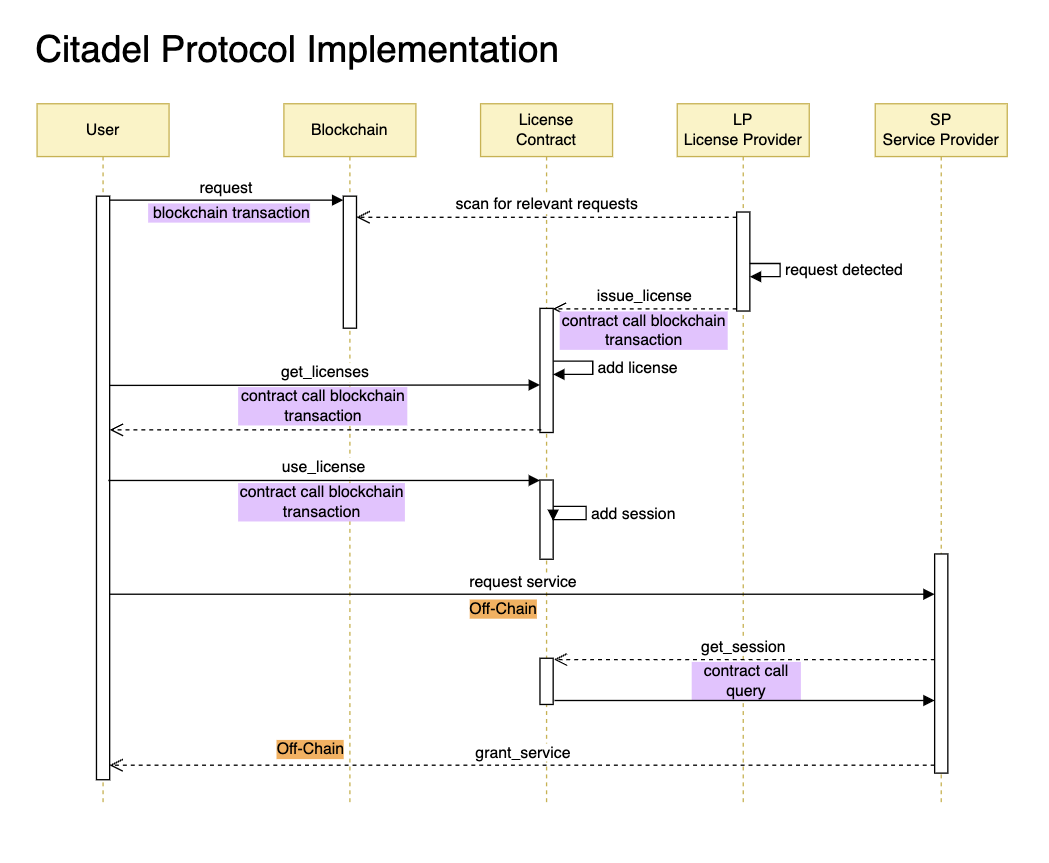 Citadel Protocol Implementation
User
Blockchain
License
Contract
LP
License Provider
SP
Service Provider
request
blockchain transaction
scan for relevant requests
request detected
issue_license
contract call blockchain
transaction
add license
get_licenses
contract call blockchain
transaction
use_license
contract call blockchain
transaction
add session
request service
Off-Chain
get_session
contract call
query
Off-Chain
grant_service